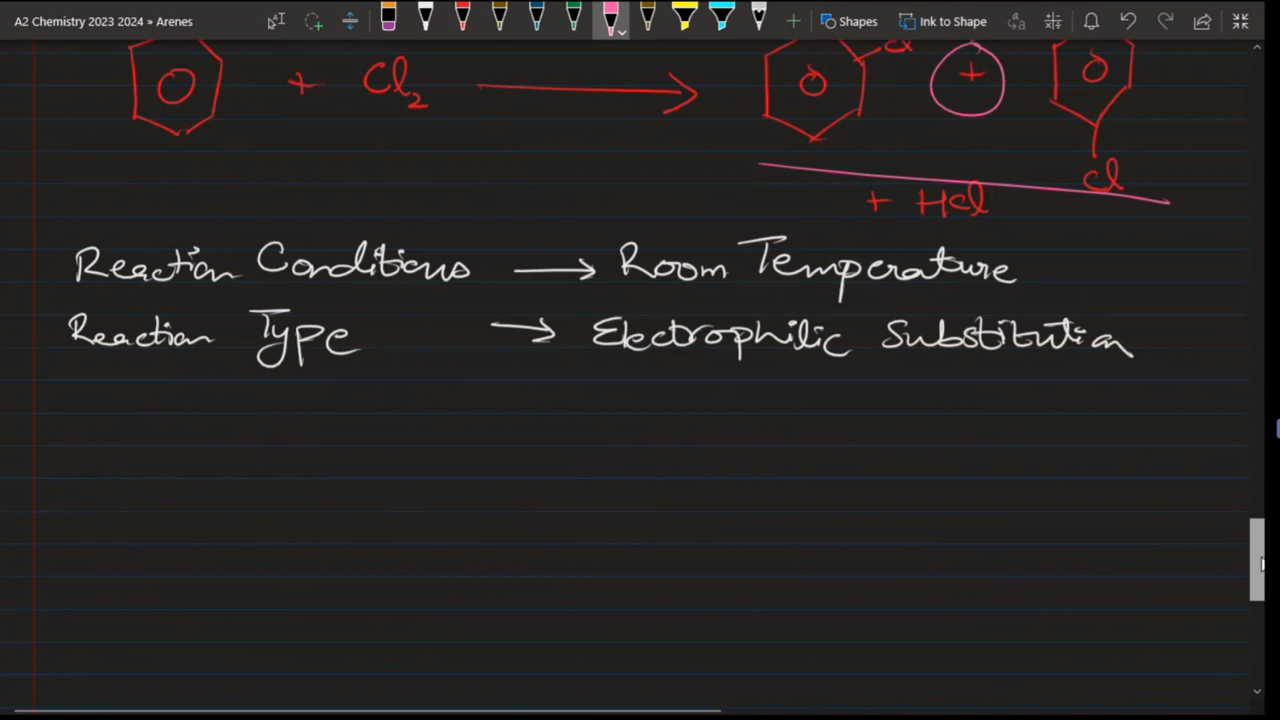 A2 Chemistry 2023 2024 » Arenes
Shapes
Ink to Shape
+ Cl2
Cl
+
Cl
+ HCl
Reaction Conditions → Room Temperature
Reaction Type → Electrophilic Substitution